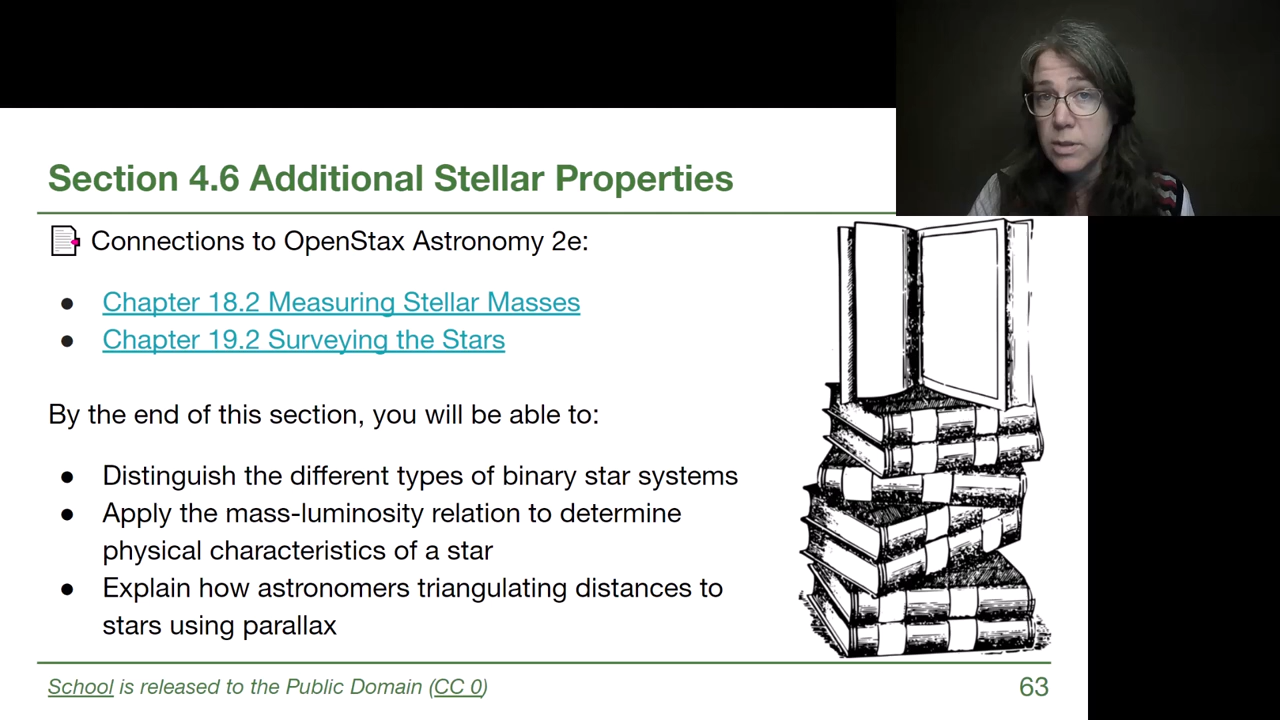 Section 4.6 Additional Stellar Properties
Connections to OpenStax Astronomy 2e:
● Chapter 18.2 Measuring Stellar Masses
● Chapter 19.2 Surveying the Stars
By the end of this section, you will be able to:
● Distinguish the different types of binary star systems
● Apply the mass-luminosity relation to determine
physical characteristics of a star
● Explain how astronomers triangulating distances to
stars using parallax
School is released to the Public Domain (CC 0)
63